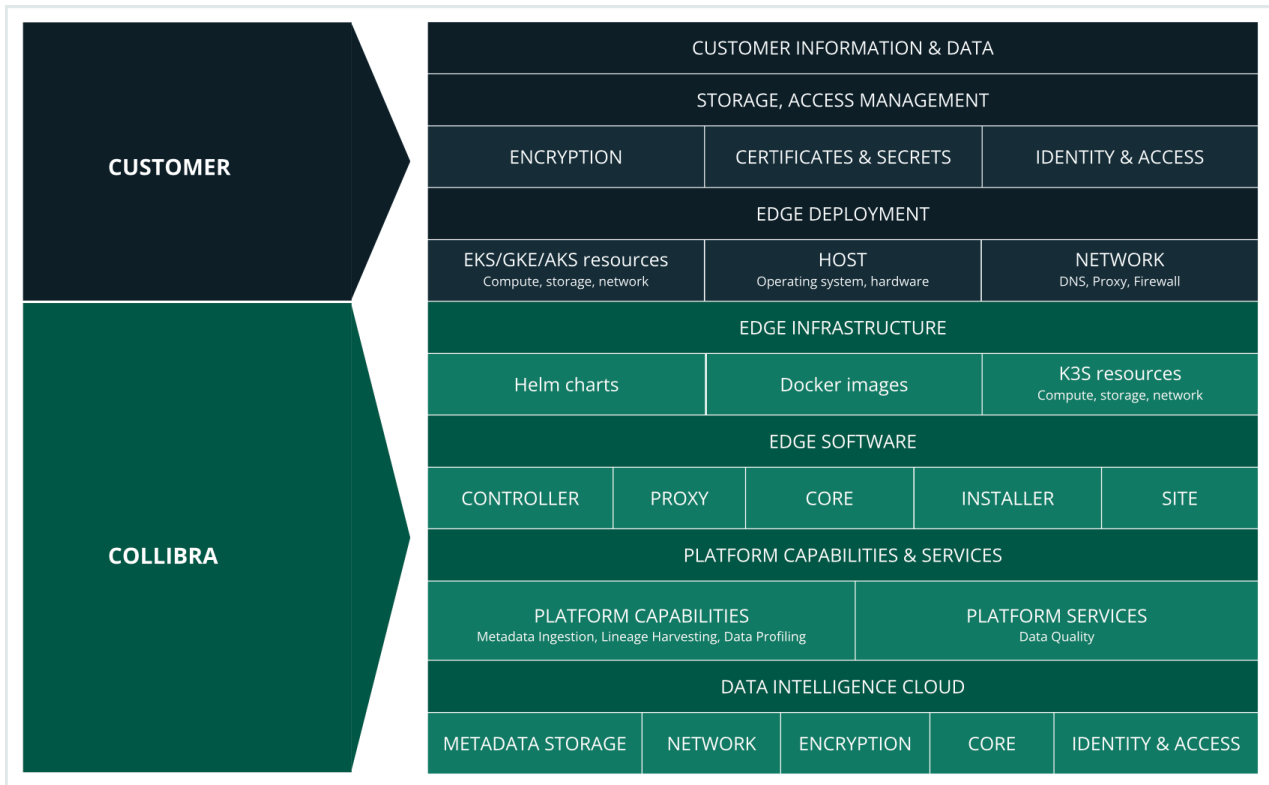 CUSTOMER
CUSTOMER INFORMATION & DATA
STORAGE, ACCESS MANAGEMENT
ENCRYPTION
CERTIFICATES & SECRETS
IDENTITY & ACCESS
EDGE DEPLOYMENT
EKS/GKE/AKS resources
Compute, storage, network
HOST
Operating system, hardware
NETWORK
DNS, Proxy, Firewall
COLLIBRA
EDGE INFRASTRUCTURE
Helm charts
Docker images
K3S resources
Compute, storage, network
EDGE SOFTWARE
CONTROLLER
PROXY
CORE
INSTALLER
SITE
PLATFORM CAPABILITIES & SERVICES
PLATFORM CAPABILITIES
Metadata Ingestion, Lineage Harvesting, Data Profiling
PLATFORM SERVICES
Data Quality
DATA INTELLIGENCE CLOUD
METADATA STORAGE
NETWORK
ENCRYPTION
CORE
IDENTITY & ACCESS